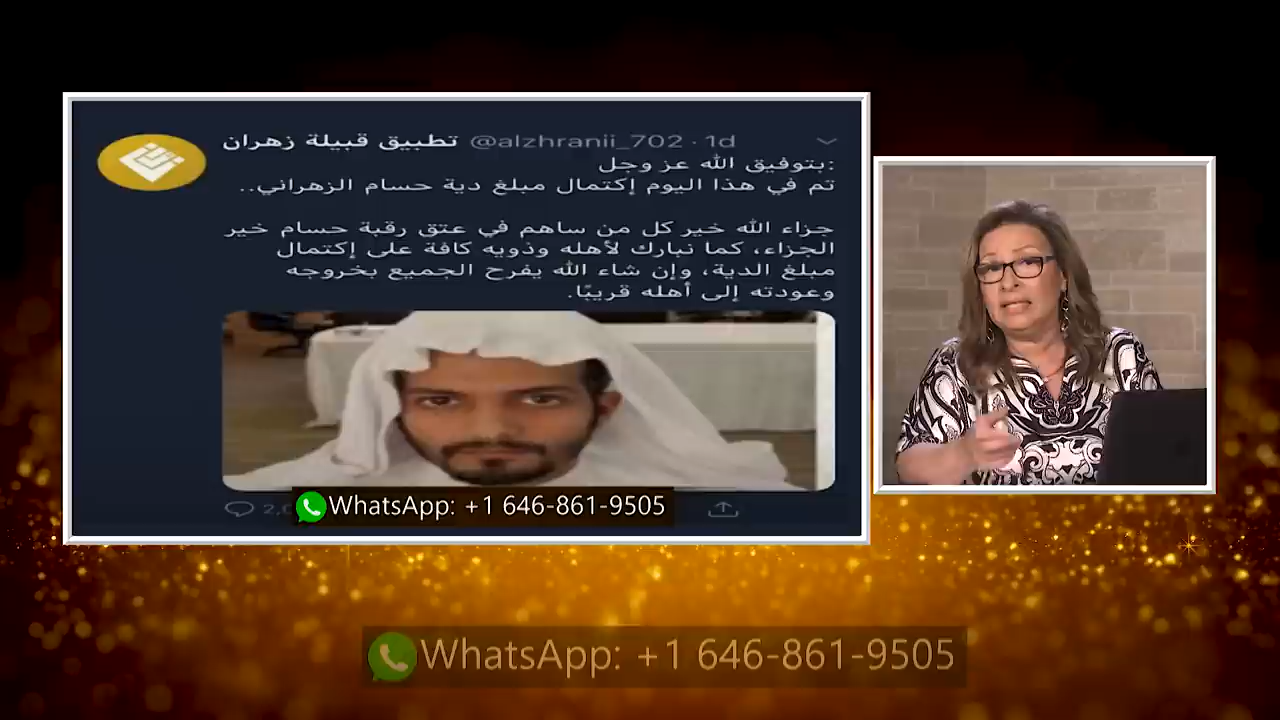 تطبيق قبيلة زهران @alzhranii_702 · 1d
بتوفيق الله عز وجل:
تم في هذا اليوم إكتمال مبلغ دية حسام الزهراني..
جزاء الله خير كل من ساهم في عتق رقبة حسام خير
الجزاء، كما نبارك لأهله وذويه كافة على إكتمال
مبلغ الدية، وإن شاء الله يفرح الجميع بخروجه
وعودته إلى أهله قريبًا.
WhatsApp: +1 646-861-9505
WhatsApp: +1 646-861-9505